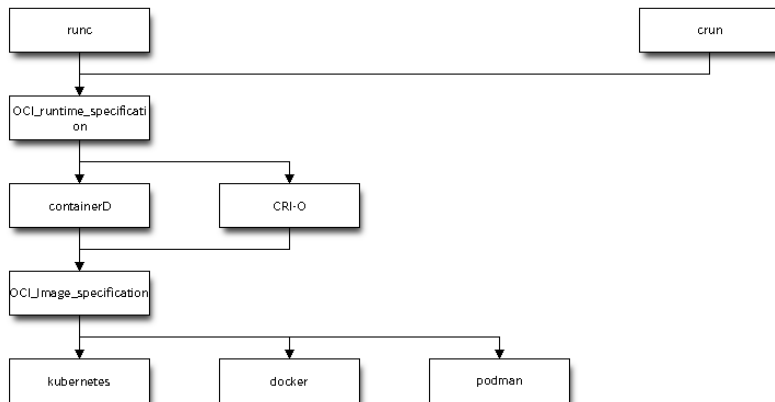 runc
crun
OCI_runtime_specificati
on
containerD
CRI-O
OCI_Image_specification
kubernetes
docker
podman